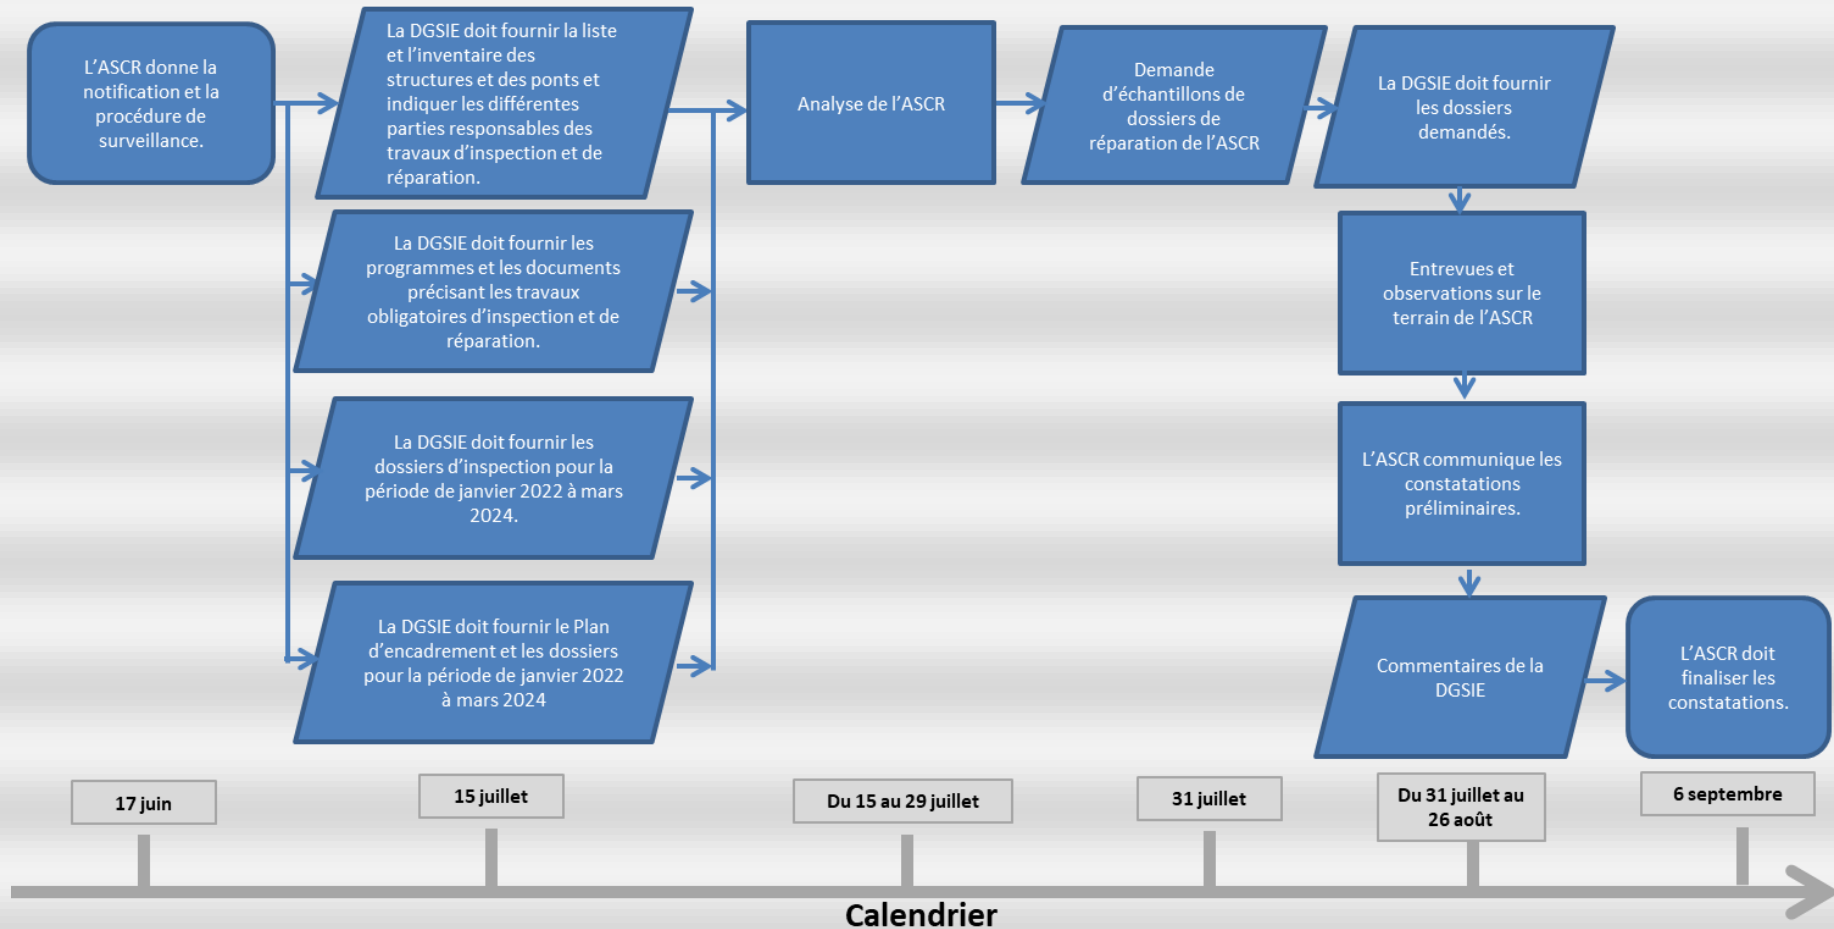 L’ASCR donne la
notification et la
procédure de
surveillance.
La DGSIE doit fournir la liste
et l’inventaire des
structures et des ponts et
indiquer les différentes
parties responsables des
travaux d’inspection et de
réparation.
La DGSIE doit fournir les
programmes et les documents
précisant les travaux
obligatoires d’inspection et de
réparation.
La DGSIE doit fournir les
dossiers d’inspection pour la
période de janvier 2022 à mars
2024.
La DGSIE doit fournir le Plan
d’encadrement et les dossiers
pour la période de janvier 2022
à mars 2024
Analyse de l’ASCR
Demande
d’échantillons de
dossiers de
réparation de l’ASCR
La DGSIE doit fournir
les dossiers
demandés.
Entrevues et
observations sur le
terrain de l’ASCR
L’ASCR communique les
constatations
préliminaires.
Commentaires de la
DGSIE
L’ASCR doit
finaliser les
constatations.
17 juin
15 juillet
Du 15 au 29 juillet
31 juillet
Du 31 juillet au
26 août
6 septembre
Calendrier